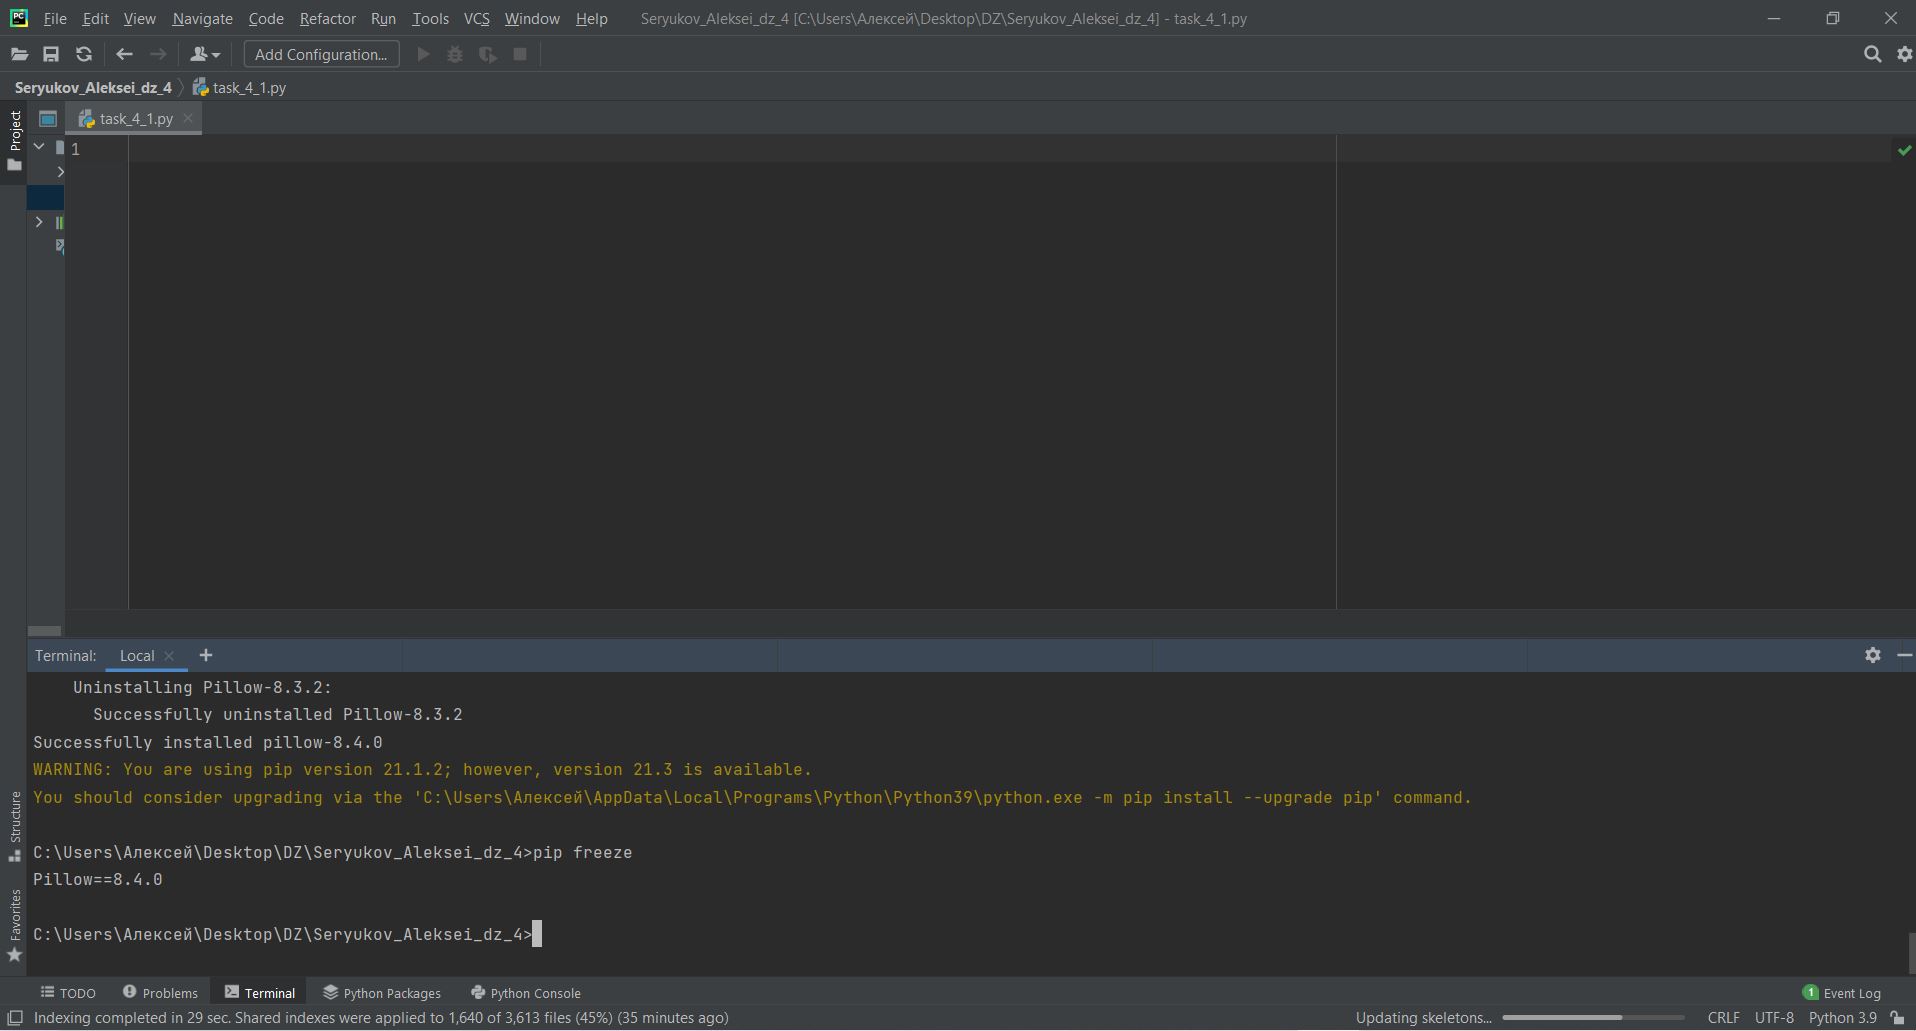 File Edit View Navigate Code Refactor Run Tools VCS Window Help Seryukov_Aleksei_dz_4 [C:\Users\Алексей\Desktop\DZ\Seryukov_Aleksei_dz_4] - task_4_1.py
Add Configuration...
Seryukov_Aleksei_dz_4 task_4_1.py
Project
task_4_1.py
1
Terminal: Local
Uninstalling Pillow-8.3.2:
Successfully uninstalled Pillow-8.3.2
Successfully installed pillow-8.4.0
WARNING: You are using pip version 21.1.2; however, version 21.3 is available.
You should consider upgrading via the 'C:\Users\Алексей\AppData\Local\Programs\Python\Python39\python.exe -m pip install --upgrade pip' command.
C:\Users\Алексей\Desktop\DZ\Seryukov_Aleksei_dz_4>pip freeze
Pillow==8.4.0
C:\Users\Алексей\Desktop\DZ\Seryukov_Aleksei_dz_4>
Structure
Favorites
TODO Problems Terminal Python Packages Python Console 1 Event Log
Indexing completed in 29 sec. Shared indexes were applied to 1,640 of 3,613 files (45%) (35 minutes ago) Updating skeletons... CRLF UTF-8 Python 3.9